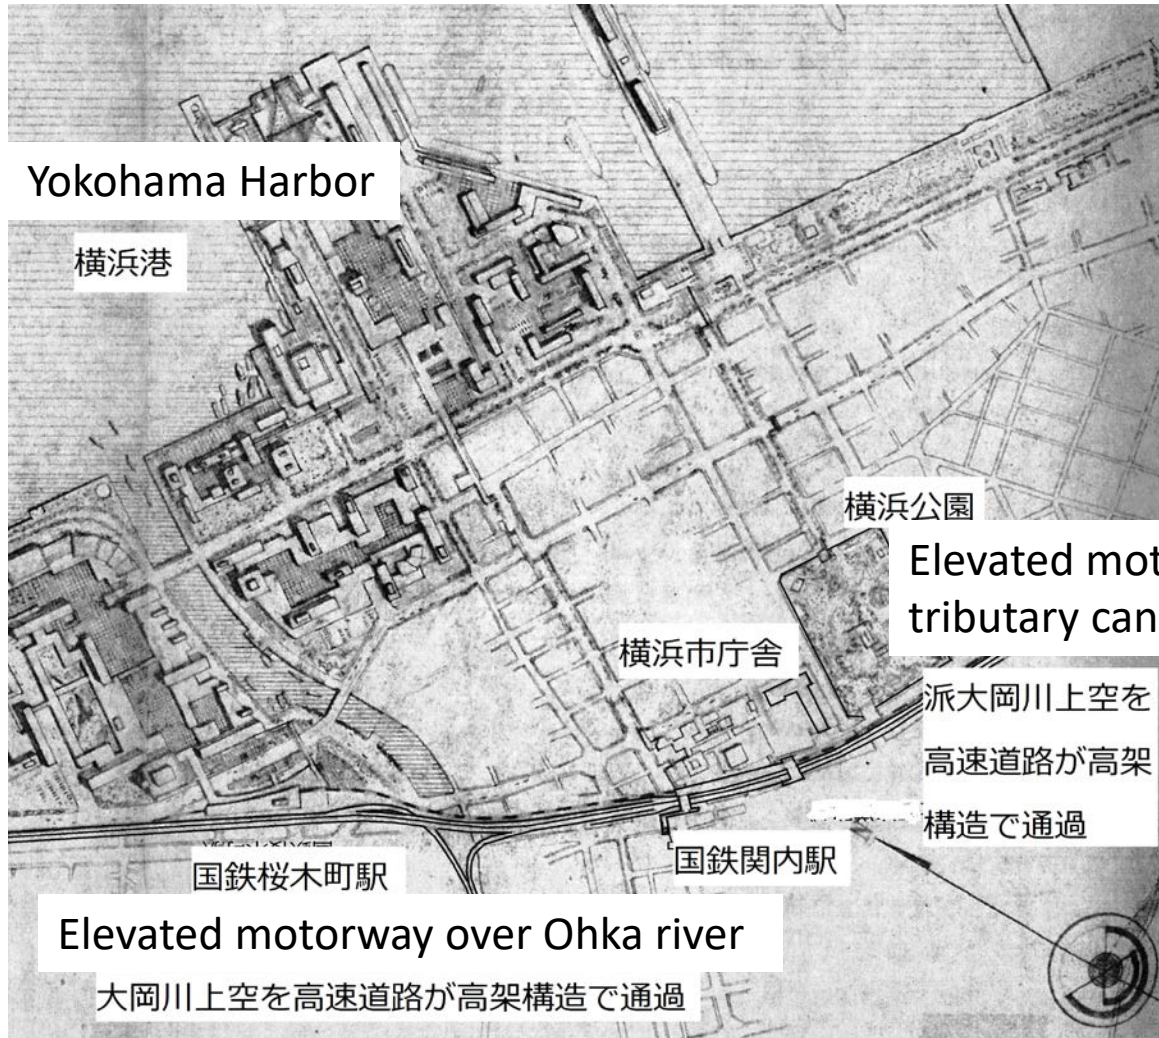 Yokohama Harbor
横浜港
横浜公園
Elevated mot
tributary can
横浜市庁舎
派大岡川上空を
高速道路が高架
構造で通過
国鉄桜木町駅
国鉄関内駅
Elevated motorway over Ohka river
大岡川上空を高速道路が高架構造で通過